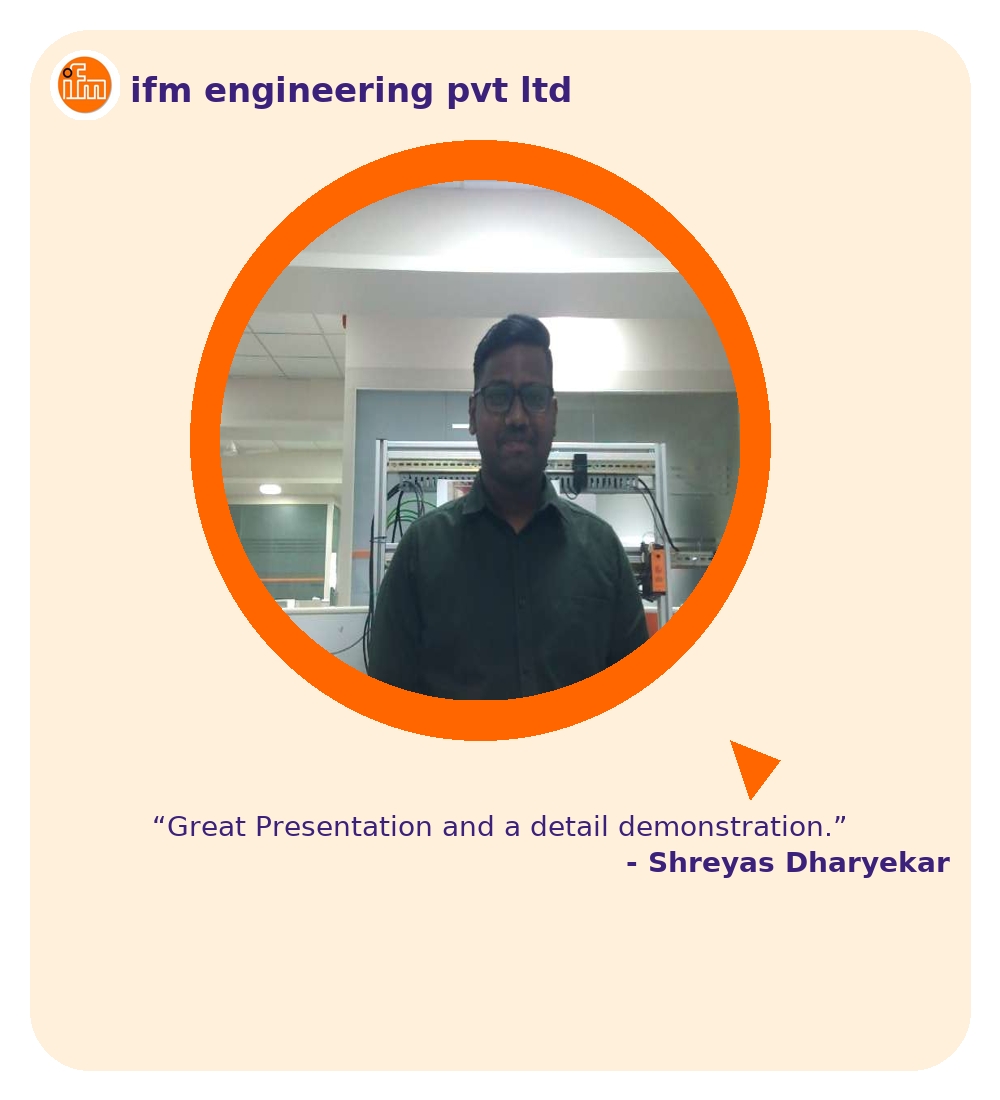 ifm
ifm engineering pvt ltd
“Great Presentation and a detail demonstration.”
- Shreyas Dharyekar